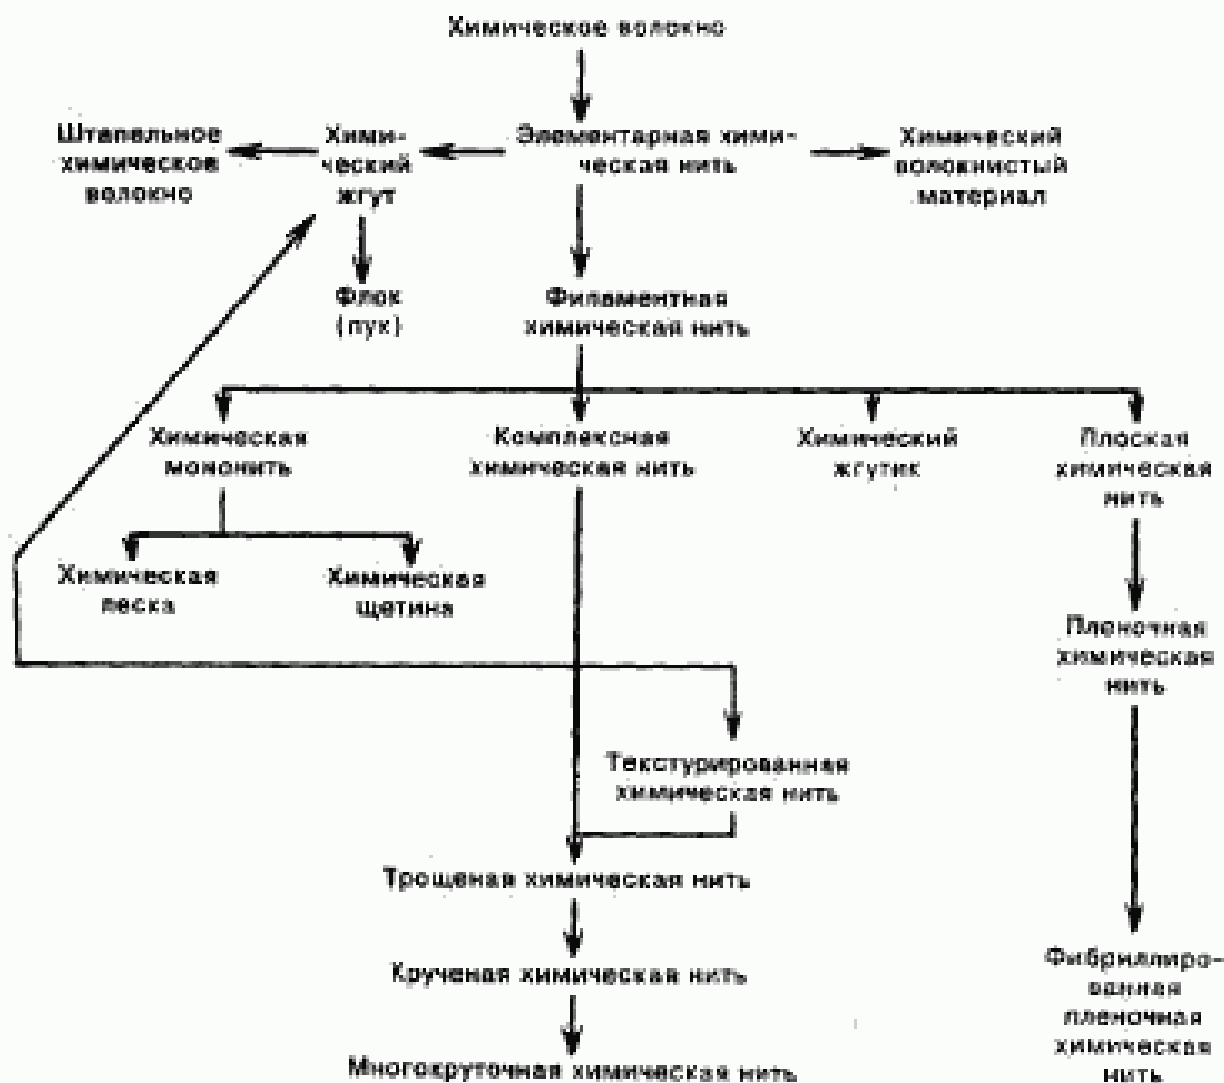 Химическое волокно
Штапельное
химическое
волокно
Хими-
ческий
жгут
Элементарная хими-
ческая нить
Химический
волокнистый
материал
Флок
(пук)
Филаментная
химическая нить
Химическая
мононить
Комплексная
химическая нить
Химический
жгутик
Плоская
химическая
нить
Химическая
леска
Химическая
щетина
Пленочная
химическая
нить
Текстурированная
химическая нить
Трощеная химическая нить
Крученая химическая нить
Многокруточная химическая нить
Фибриллиро-
ванная
пленочная
химическая
нить